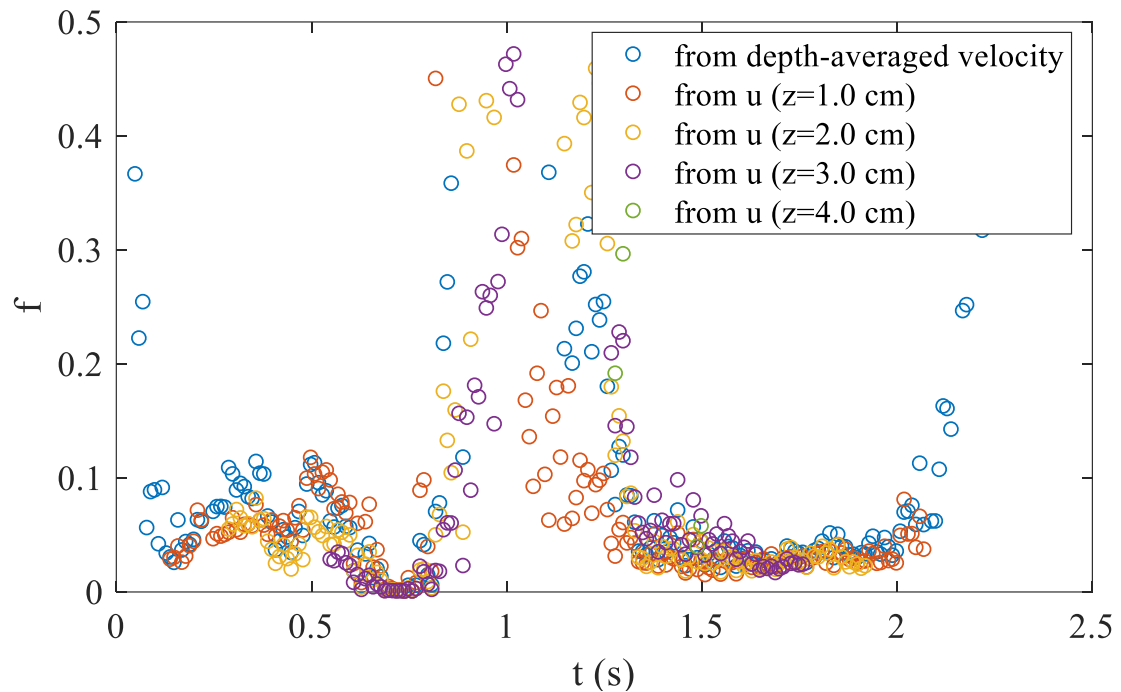 0.5
0.4
0.3
0.2
0.1
0
f
from depth-averaged velocity
from u (z=1.0 cm)
from u (z=2.0 cm)
from u (z=3.0 cm)
from u (z=4.0 cm)
0 0.5 1 1.5 2 2.5
t (s)